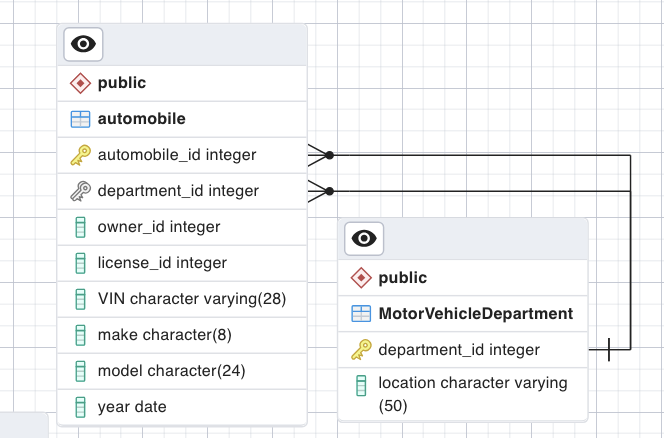 public
automobile
automobile_id integer
department_id integer
owner_id integer
license_id integer
VIN character varying(28)
make character(8)
model character(24)
year date
public
MotorVehicleDepartment
department_id integer
location character varying
(50)